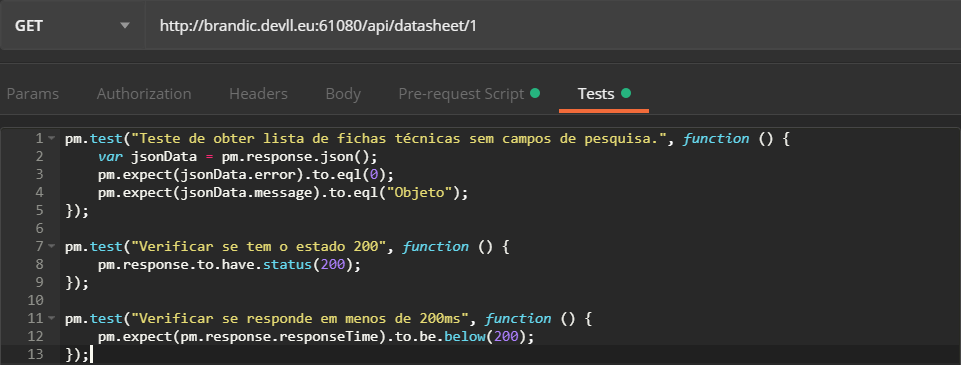 GET http://brandic.devll.eu:61080/api/datasheet/1
Params Authorization Headers Body Pre-request Script Tests
1 pm.test("Teste de obter lista de fichas técnicas sem campos de pesquisa.", function () {
2 var jsonData = pm.response.json();
3 pm.expect(jsonData.error).to.eql(0);
4 pm.expect(jsonData.message).to.eql("Objeto");
5 });
6
7 pm.test("Verificar se tem o estado 200", function () {
8 pm.response.to.have.status(200);
9 });
10
11 pm.test("Verificar se responde em menos de 200ms", function () {
12 pm.expect(pm.response.responseTime).to.be.below(200);
13 });